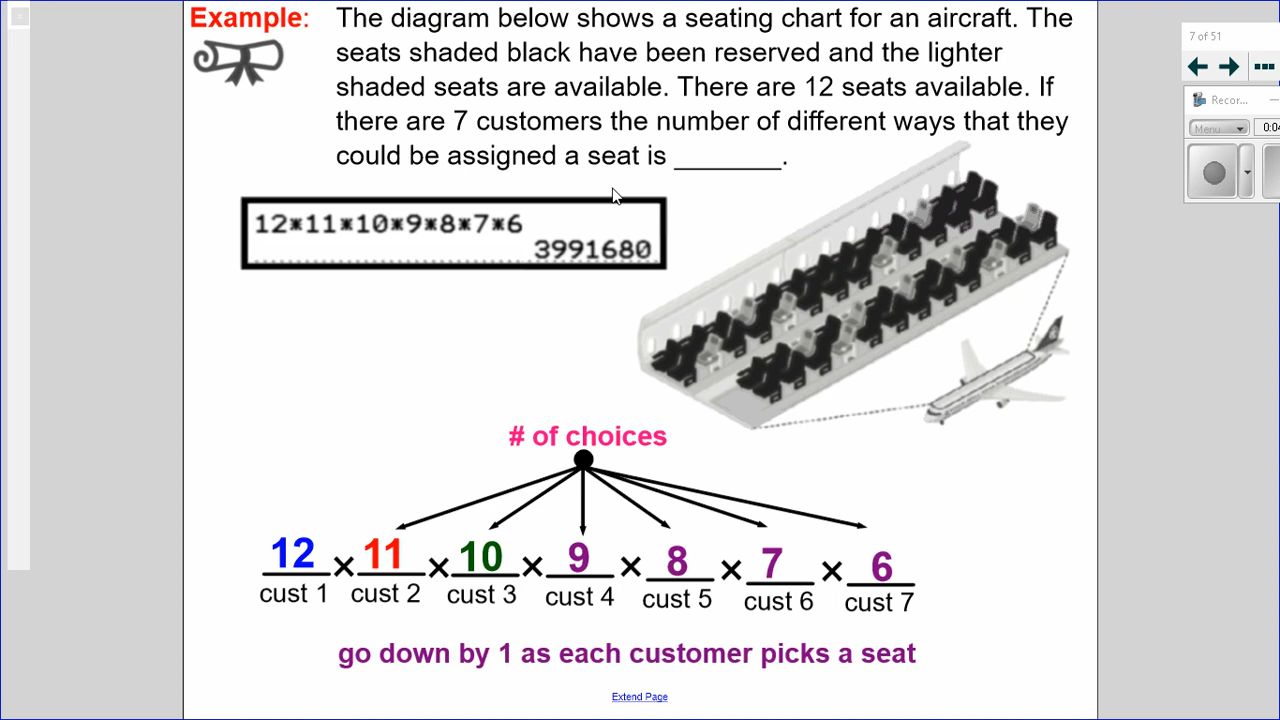 Example: The diagram below shows a seating chart for an aircraft. The
seats shaded black have been reserved and the lighter
shaded seats are available. There are 12 seats available. If
there are 7 customers the number of different ways that they
could be assigned a seat is _______.
12*11*10*9*8*7*6
3991680
# of choices
12 × 11 × 10 × 9 × 8 × 7 × 6
cust 1 cust 2 cust 3 cust 4 cust 5 cust 6 cust 7
go down by 1 as each customer picks a seat
Extend Page
7 of 51
Recor...
Menu
0:0